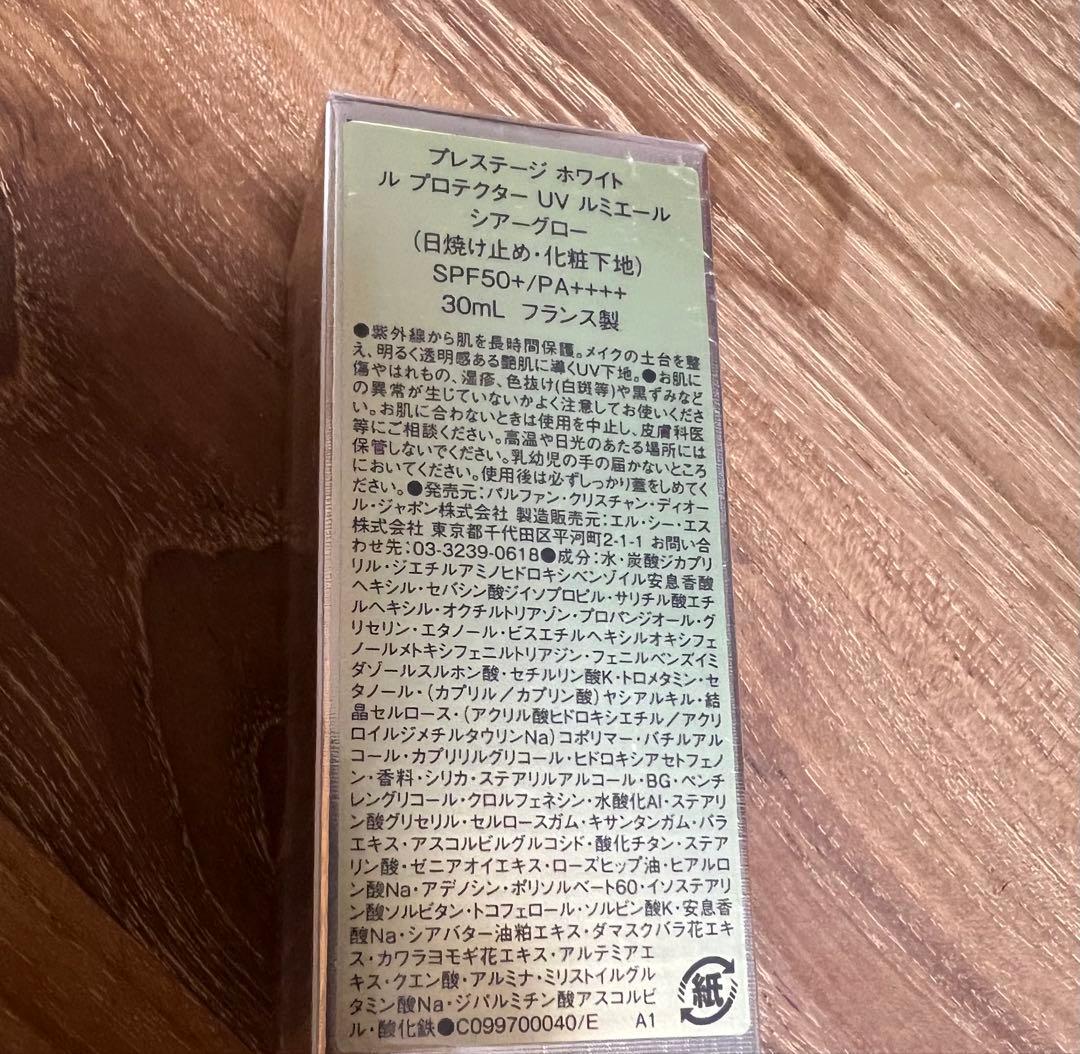 プレステージ ホワイト
ル プロテクター UV ルミエール
シアーグロー
(日焼け止め・化粧下地)
SPF50+/PA++++
30mL フランス製
●紫外線から肌を長時間保護。メイクの土台を整
え、明るく透明感ある艶肌に導くUV下地。●お肌に
傷やはれもの、湿疹、色抜け(白斑等)や黒ずみなど
の異常が生じていないかよく注意してお使いくださ
い。お肌に合わないときは使用を中止し、皮膚科医
等にご相談ください。高温や日光のあたる場所には
保管しないでください。乳幼児の手の届かないところ
においてください。使用後は必ずしっかり蓋をしめてく
ださい。●発売元:パルファン・クリスチャン・ディオー
ル・ジャポン株式会社 製造販売元:エル・シー・エス
株式会社 東京都千代田区平河町2-1-1 お問い合
わせ先:03-3239-0618●成分:水・炭酸ジカプリ
リル・ジエチルアミノヒドロキシベンゾイル安息香酸
ヘキシル・セバシン酸ジイソプロピル・サリチル酸エチ
ルヘキシル・オクチルトリアゾン・プロパンジオール・グ
リセリン・エタノール・ビスエチルヘキシルオキシフェ
ノールメトキシフェニルトリアジン・フェニルベンズイミ
ダゾールスルホン酸・セチルリン酸K・トロメタミン・セ
タノール・(カプリル/カプリン酸)ヤシアルキル・結
晶セルロース・(アクリル酸ヒドロキシエチル/アクリ
ロイルジメチルタウリンNa)コポリマー・バチルアル
コール・カプリリルグリコール・ヒドロキシアセトフェノ
ン・香料・シリカ・ステアリルアルコール・BG・ペンチ
レングリコール・クロルフェネシン・水酸化Al・ステアリ
ン酸グリセリル・セルロースガム・キサンタンガム・バラ
エキス・アスコルビルグルコシド・酸化チタン・ステア
リン酸・ゼニアオイエキス・ローズヒップ油・ヒアルロ
ン酸Na・アデノシン・ポリソルベート60・イソステアリ
ン酸ソルビタン・トコフェロール・ソルビン酸K・安息香
酸Na・シアバター油粕エキス・ダマスクバラ花エキ
ス・カワラヨモギ花エキス・アルテミアエ
キス・クエン酸・アルミナ・ミリストイルグル
タミン酸Na・ジパルミチン酸アスコルビ
ル・酸化鉄●C099700040/E A1
紙